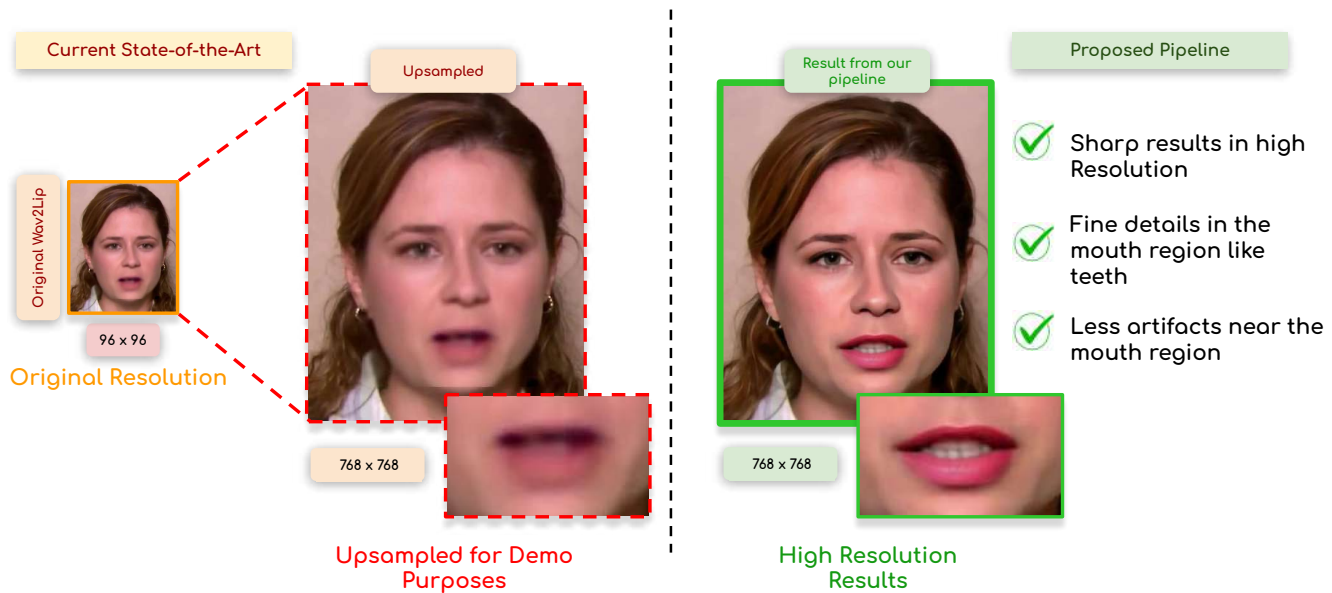 Current State-of-the-Art
Upsampled
Original Wav2Lip
96 x 96
Original Resolution
768 x 768
Upsampled for Demo
Purposes
Result from our
pipeline
Proposed Pipeline
Sharp results in high
Resolution
Fine details in the
mouth region like
teeth
Less artifacts near the
mouth region
768 x 768
High Resolution
Results